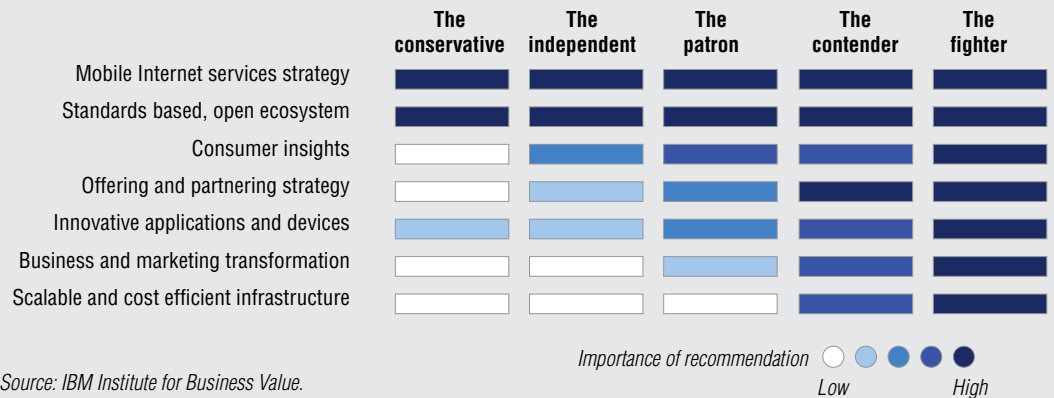 The conservative
The independent
The patron
The contender
The fighter
Mobile Internet services strategy
Standards based, open ecosystem
Consumer insights
Offering and partnering strategy
Innovative applications and devices
Business and marketing transformation
Scalable and cost efficient infrastructure
Importance of recommendation
Low
High
Source: IBM Institute for Business Value.